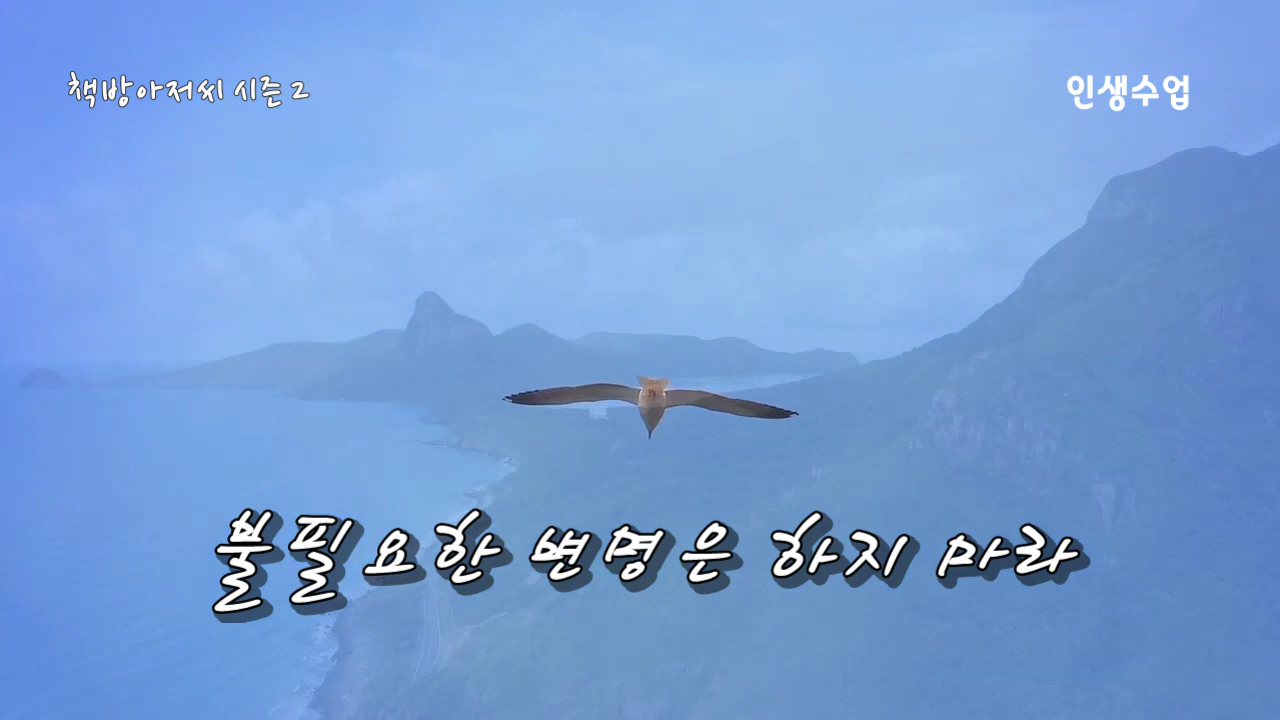 책방아저씨 시즌 2
인생수업
불필요한 변명은 하지 마라